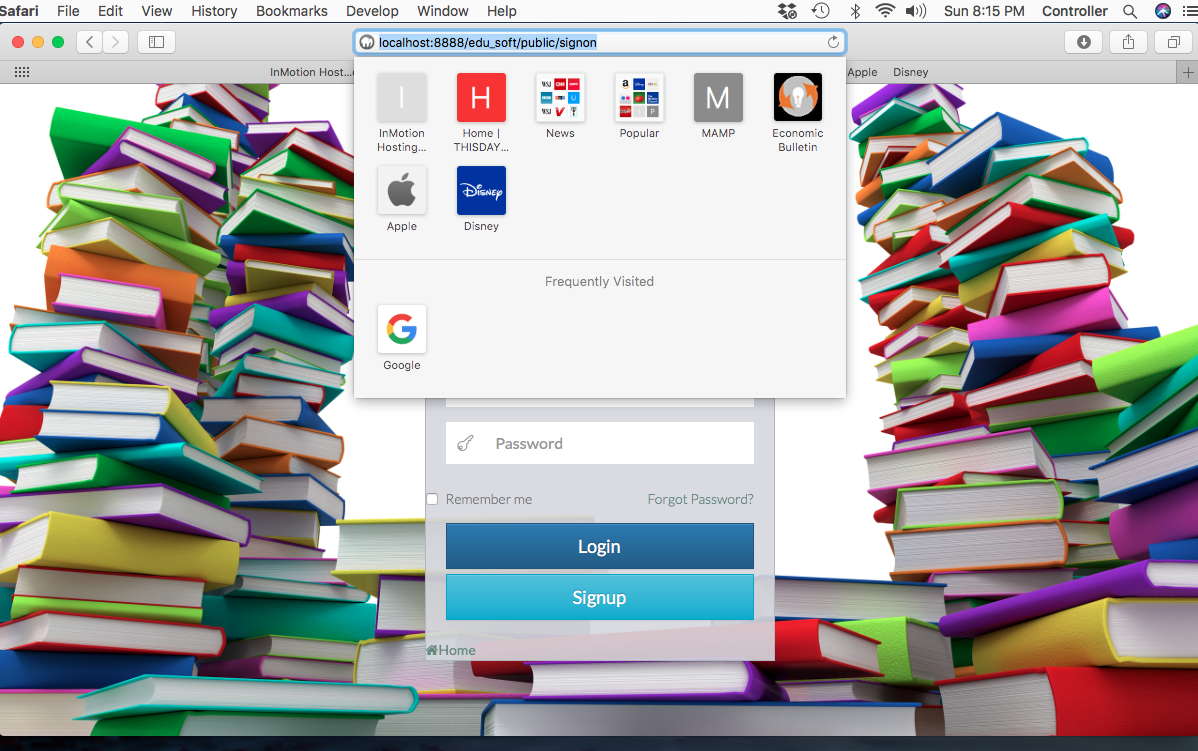 Safari File Edit View History Bookmarks Develop Window Help Sun 8:15 PM Controller
localhost:8888/edu_soft/public/signon
InMotion Host... Apple Disney
I H M
InMotion Hosting...
Home | THISDAY...
News
Popular
MAMP
Economic Bulletin
Disney
Apple
Disney
Frequently Visited
G
Google
Password
Remember me Forgot Password?
Login
Signup
Home